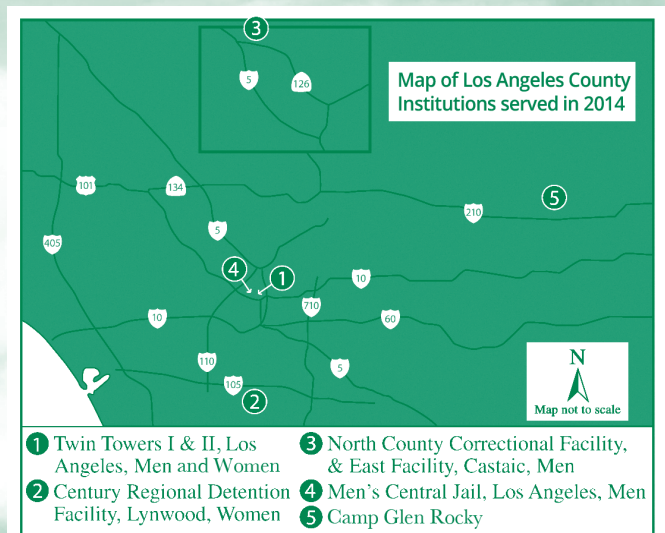 3
5
126
Map of Los Angeles County
Institutions served in 2014
101
134
5
210
5
405
4
1
10
710
10
60
110
5
105
2
N
Map not to scale
1 Twin Towers I & II, Los
Angeles, Men and Women
2 Century Regional Detention
Facility, Lynwood, Women
3 North County Correctional Facility,
& East Facility, Castaic, Men
4 Men's Central Jail, Los Angeles, Men
5 Camp Glen Rocky